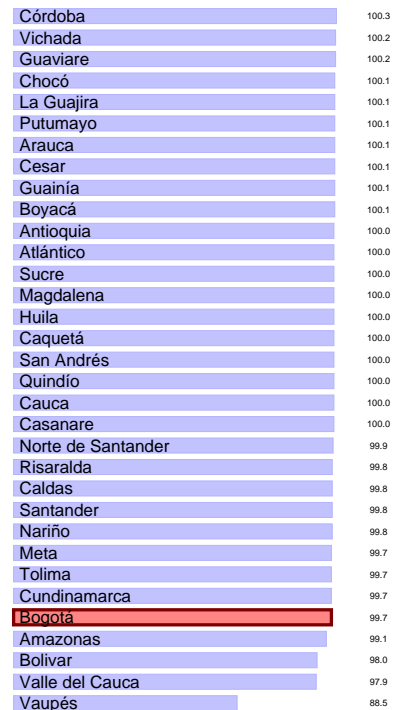 Córdoba 100.3
Vichada 100.2
Guaviare 100.2
Chocó 100.1
La Guajira 100.1
Putumayo 100.1
Arauca 100.1
Cesar 100.1
Guainía 100.1
Boyacá 100.1
Antioquia 100.0
Atlántico 100.0
Sucre 100.0
Magdalena 100.0
Huila 100.0
Caquetá 100.0
San Andrés 100.0
Quindío 100.0
Cauca 100.0
Casanare 100.0
Norte de Santander 99.9
Risaralda 99.8
Caldas 99.8
Santander 99.8
Nariño 99.8
Meta 99.7
Tolima 99.7
Cundinamarca 99.7
Bogotá 99.7
Amazonas 99.1
Bolivar 98.0
Valle del Cauca 97.9
Vaupés 88.5